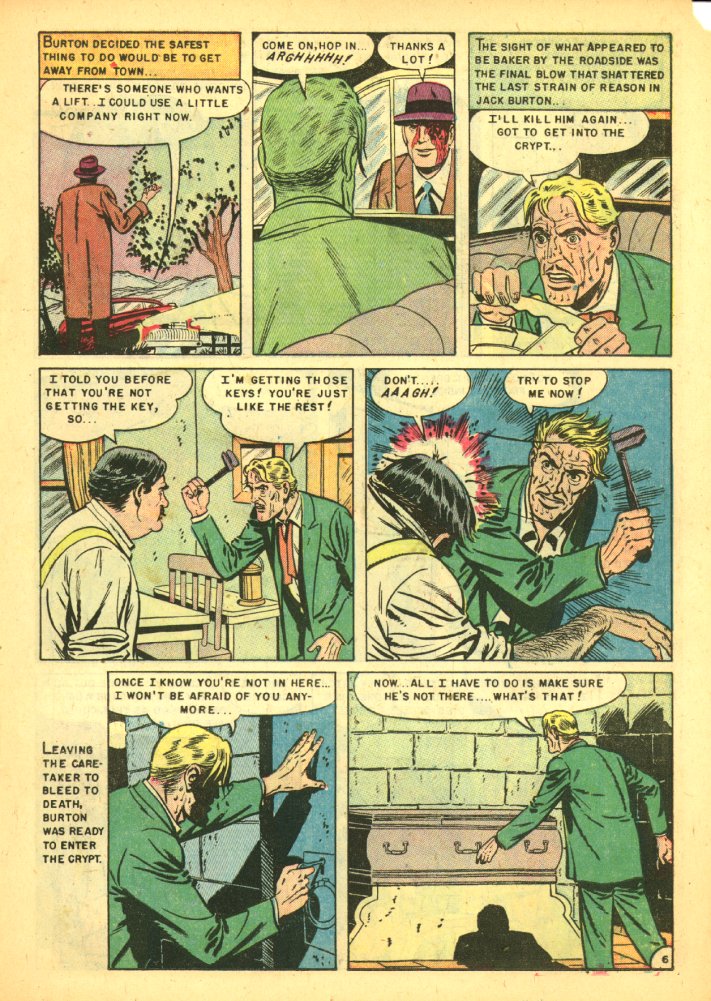 BURTON DECIDED THE SAFEST
THING TO DO WOULD BE TO GET
AWAY FROM TOWN...
THERE'S SOMEONE WHO WANTS
A LIFT...I COULD USE A LITTLE
COMPANY RIGHT NOW.
COME ON, HOP IN...
ARGHHHHH!
THANKS A
LOT!
THE SIGHT OF WHAT APPEARED TO
BE BAKER BY THE ROADSIDE WAS
THE FINAL BLOW THAT SHATTERED
THE LAST STRAIN OF REASON IN
JACK BURTON...
I'LL KILL HIM AGAIN...
GOT TO GET INTO THE
CRYPT...
I TOLD YOU BEFORE
THAT YOU'RE NOT
GETTING THE KEY,
SO...
I'M GETTING THOSE
KEYS! YOU'RE JUST
LIKE THE REST!
DON'T.....
AAAGH!
TRY TO STOP
ME NOW!
LEAVING
THE CARE-
TAKER TO
BLEED TO
DEATH,
BURTON
WAS READY
TO ENTER
THE CRYPT.
ONCE I KNOW YOU'RE NOT IN HERE...
I WON'T BE AFRAID OF YOU ANY-
MORE...
NOW...ALL I HAVE TO DO IS MAKE SURE
HE'S NOT THERE....WHAT'S THAT!
6